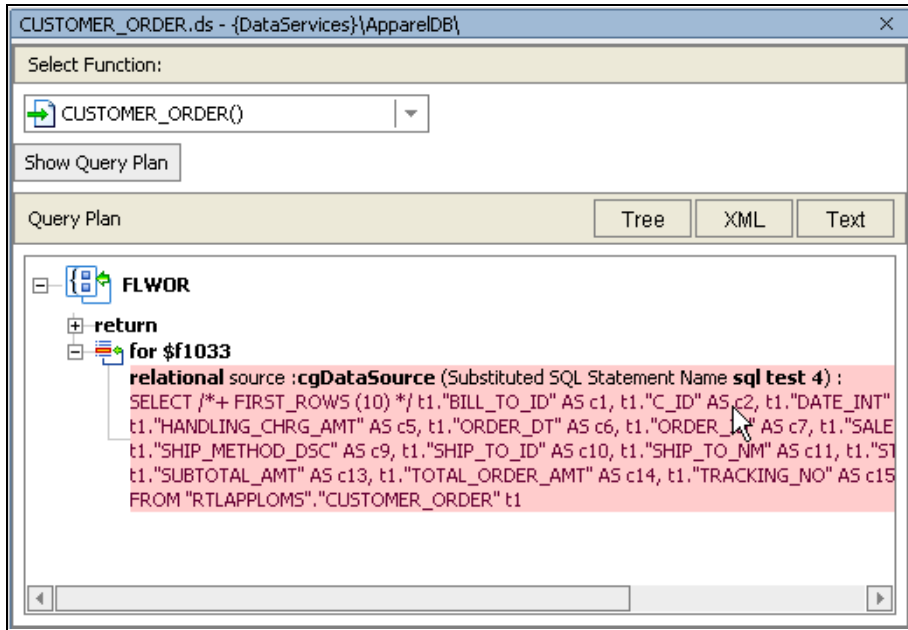 CUSTOMER_ORDER.ds - {DataServices}\ApparelDB\
Select Function:
CUSTOMER_ORDER()
Show Query Plan
Query Plan Tree XML Text
FLWOR
return
for $f1033
relational source :cgDataSource (Substituted SQL Statement Name sql test 4) :
SELECT /*+ FIRST_ROWS (10) */ t1."BILL_TO_ID" AS c1, t1."C_ID" AS c2, t1."DATE_INT"
t1."HANDLING_CHRG_AMT" AS c5, t1."ORDER_DT" AS c6, t1."ORDER_ AS c7, t1."SALE
t1."SHIP_METHOD_DSC" AS c9, t1."SHIP_TO_ID" AS c10, t1."SHIP_TO_NM" AS c11, t1."ST
t1."SUBTOTAL_AMT" AS c13, t1."TOTAL_ORDER_AMT" AS c14, t1."TRACKING_NO" AS c15
FROM "RTLAPPLOMS"."CUSTOMER_ORDER" t1